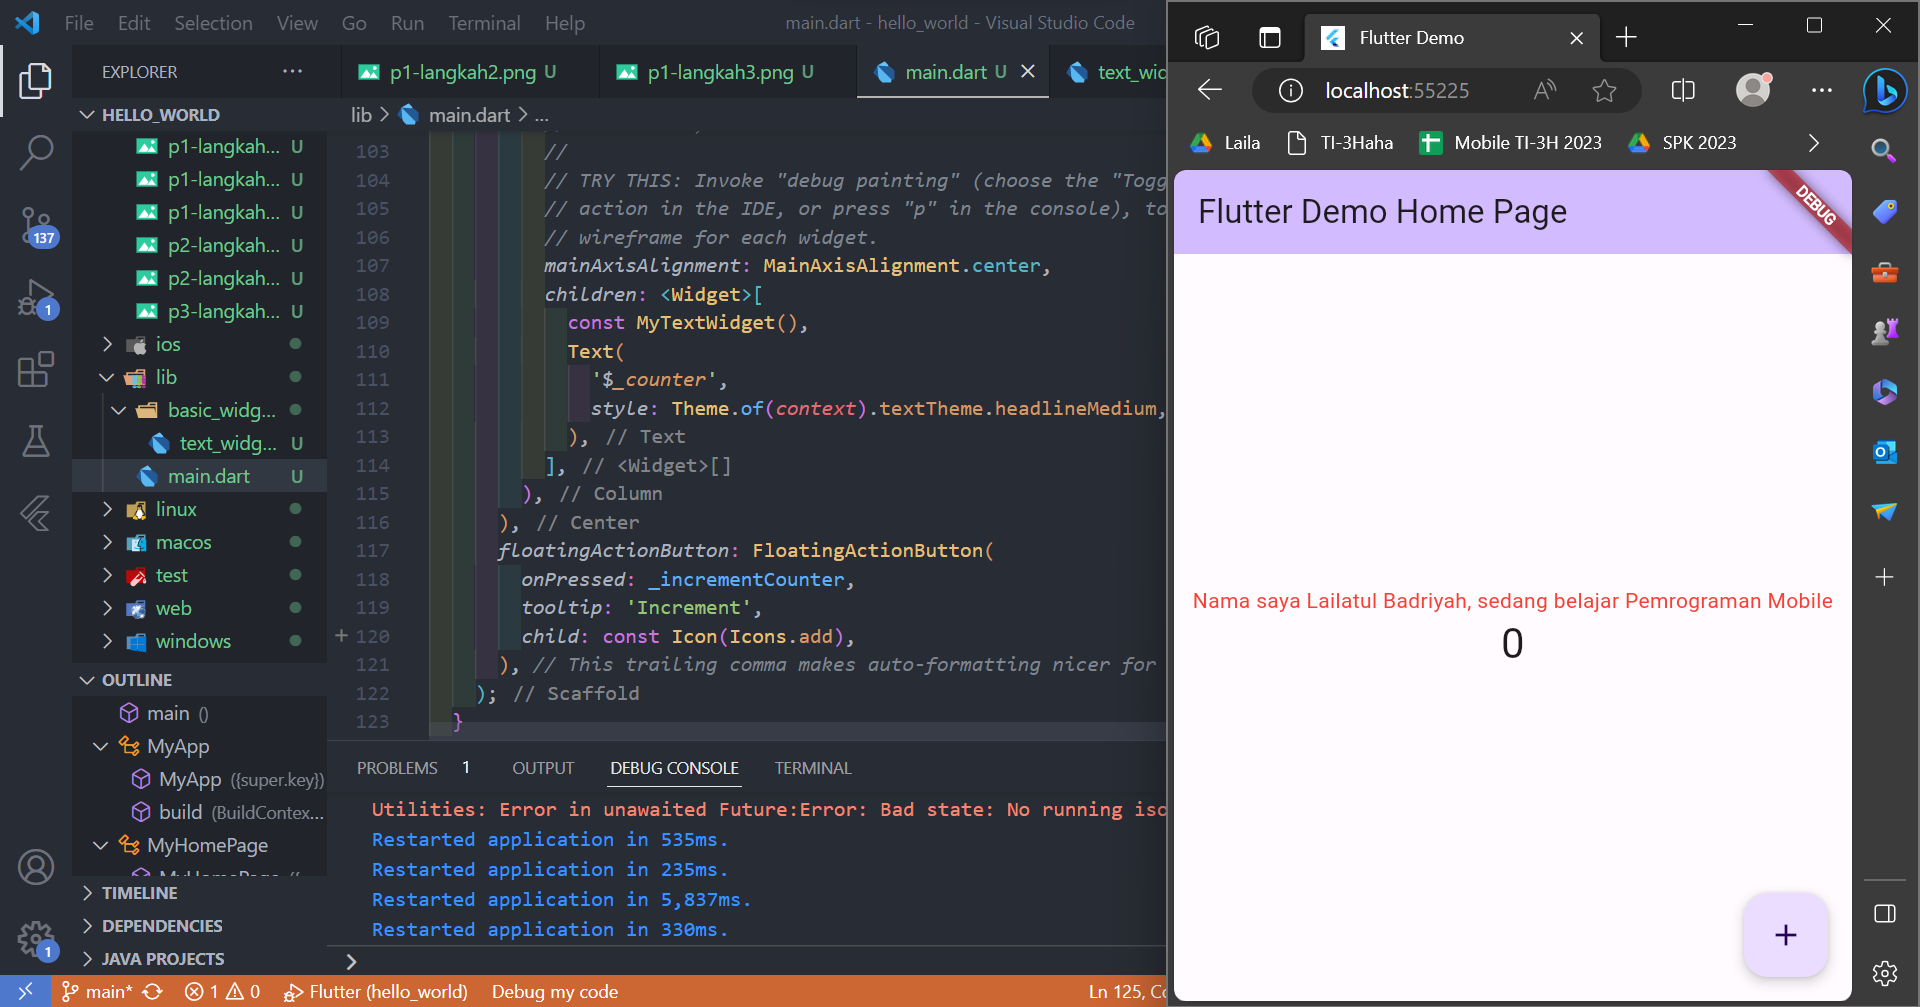 File Edit Selection View Go Run Terminal Help
main.dart - hello_world - Visual Studio Code
EXPLORER
HELLO_WORLD
p1-langkah... U
p1-langkah... U
p1-langkah... U
p2-langkah... U
p2-langkah... U
p3-langkah... U
ios
lib
basic_widg...
text_widg... U
main.dart U
linux
macos
test
web
windows
OUTLINE
main ()
MyApp
MyApp ({super.key})
build (BuildContex...
MyHomePage
TIMELINE
DEPENDENCIES
JAVA PROJECTS
137
1
1
p1-langkah2.png U
p1-langkah3.png U
main.dart U
text_wid
lib > main.dart > ...
103 //
104 // TRY THIS: Invoke "debug painting" (choose the "Togg
105 // action in the IDE, or press "p" in the console), to
106 // wireframe for each widget.
107 mainAxisAlignment: MainAxisAlignment.center,
108 children: <Widget>[
109 const MyTextWidget(),
110 Text(
111 '$_counter',
112 style: Theme.of(context).textTheme.headlineMedium,
113 ), // Text
114 ], // <Widget>[]
115 ), // Column
116 ), // Center
117 floatingActionButton: FloatingActionButton(
118 onPressed: _incrementCounter,
119 tooltip: 'Increment',
120 child: const Icon(Icons.add),
121 ), // This trailing comma makes auto-formatting nicer for
122 ); // Scaffold
123 }
PROBLEMS 1 OUTPUT DEBUG CONSOLE TERMINAL
Utilities: Error in unawaited Future:Error: Bad state: No running iso
Restarted application in 535ms.
Restarted application in 235ms.
Restarted application in 5,837ms.
Restarted application in 330ms.
main* 1 0 Flutter (hello_world) Debug my code Ln 125, Co
Flutter Demo
localhost:55225
Laila TI-3Haha Mobile TI-3H 2023 SPK 2023
Flutter Demo Home Page
DEBUG
Nama saya Lailatul Badriyah, sedang belajar Pemrograman Mobile
0